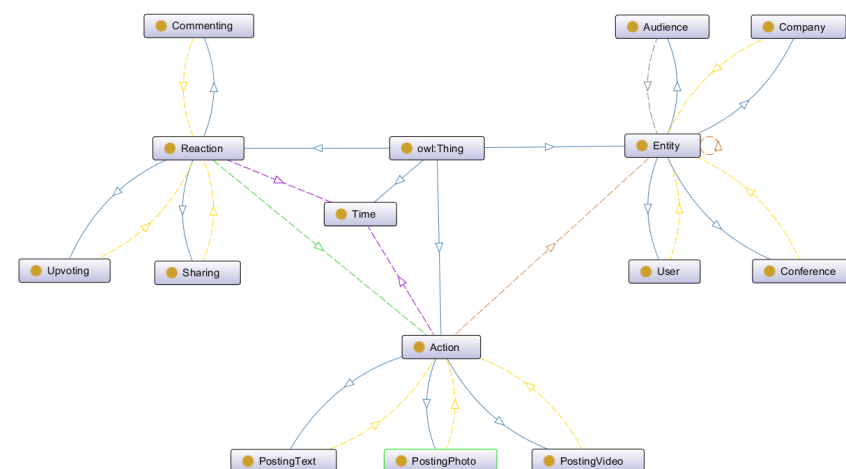 Commenting
Audience
Company
Reaction
owl:Thing
Entity
Time
Upvoting
Sharing
User
Conference
Action
PostingText
PostingPhoto
PostingVideo